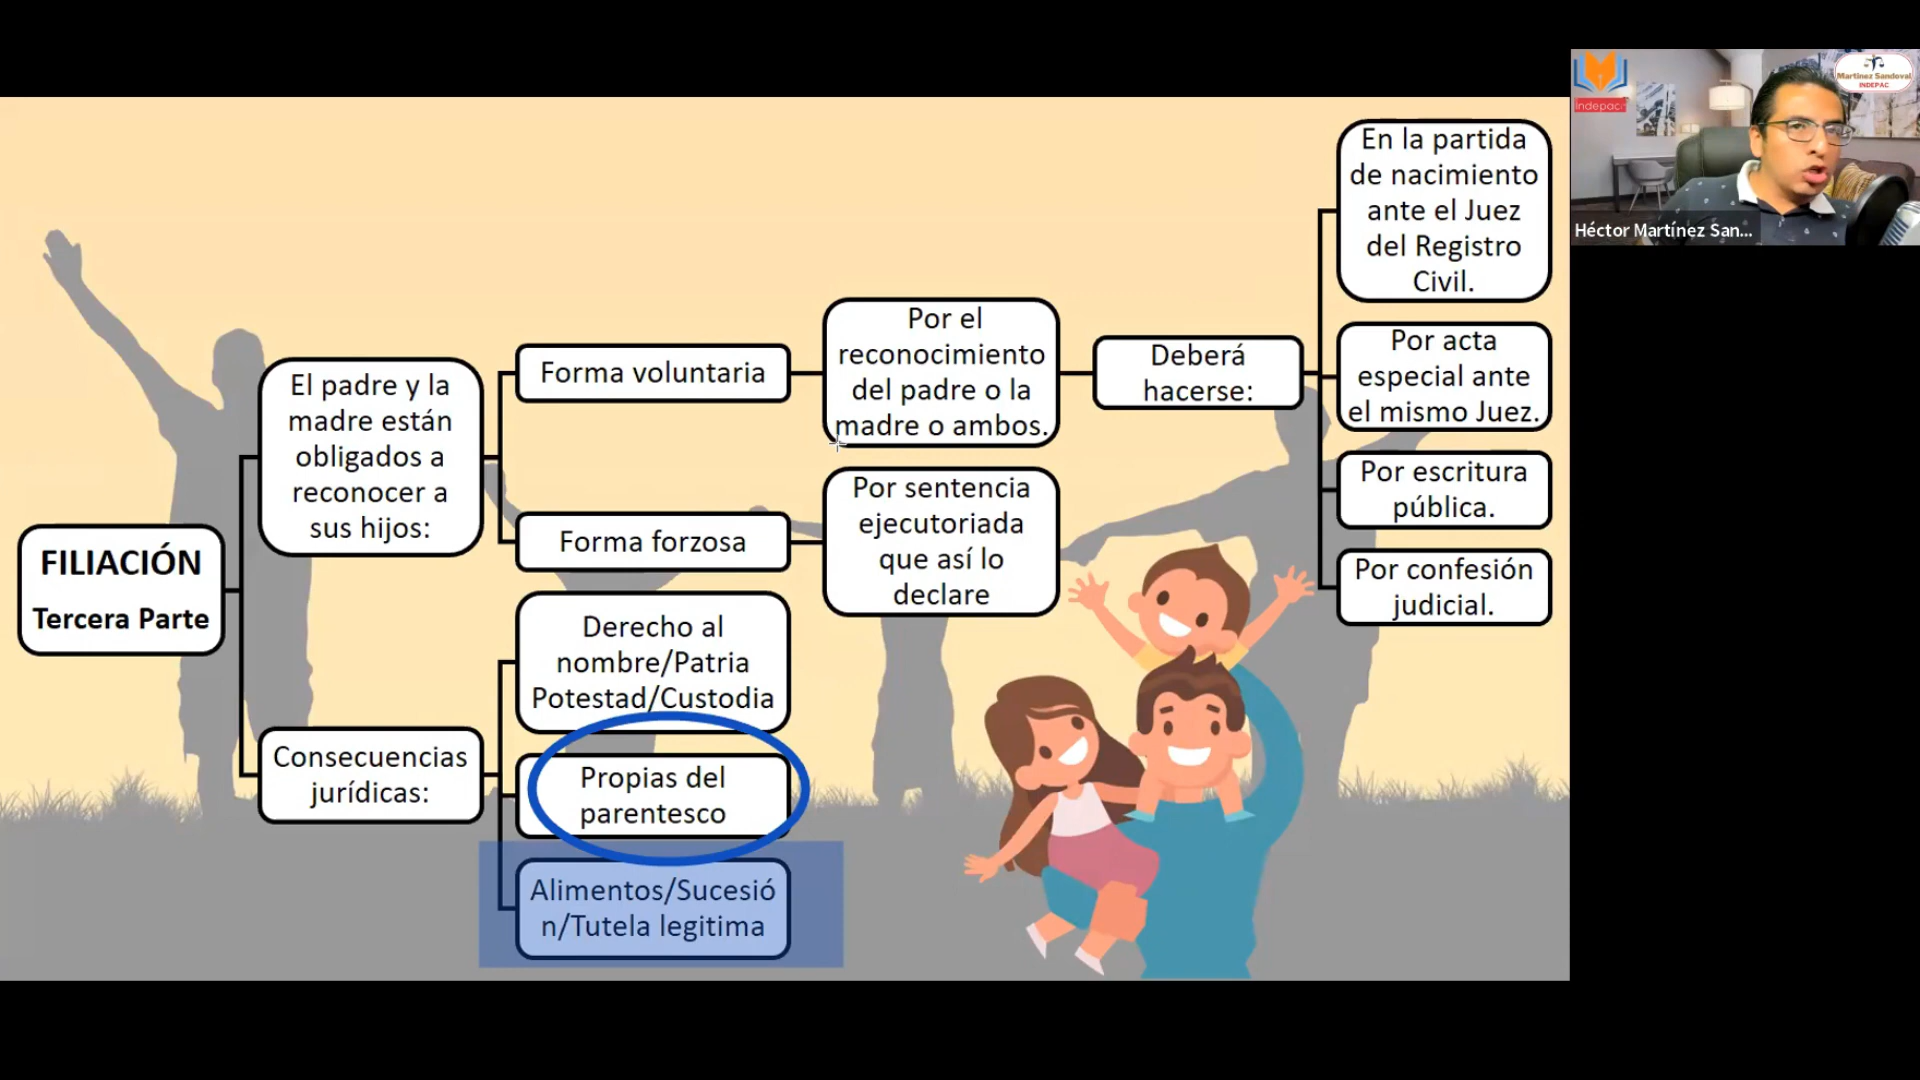 FILIACIÓN
Tercera Parte
El padre y la
madre están
obligados a
reconocer a
sus hijos:
Forma voluntaria
Por el
reconocimiento
del padre o la
madre o ambos.
Deberá
hacerse:
En la partida
de nacimiento
ante el Juez
del Registro
Civil.
Por acta
especial ante
el mismo Juez.
Por escritura
pública.
Por confesión
judicial.
Forma forzosa
Por sentencia
ejecutoriada
que así lo
declare
Consecuencias
jurídicas:
Derecho al
nombre/Patria
Potestad/Custodia
Propias del
parentesco
Alimentos/Sucesió
n/Tutela legitima
indepac
Martínez Sandoval
INDEPAC
Héctor Martínez San...